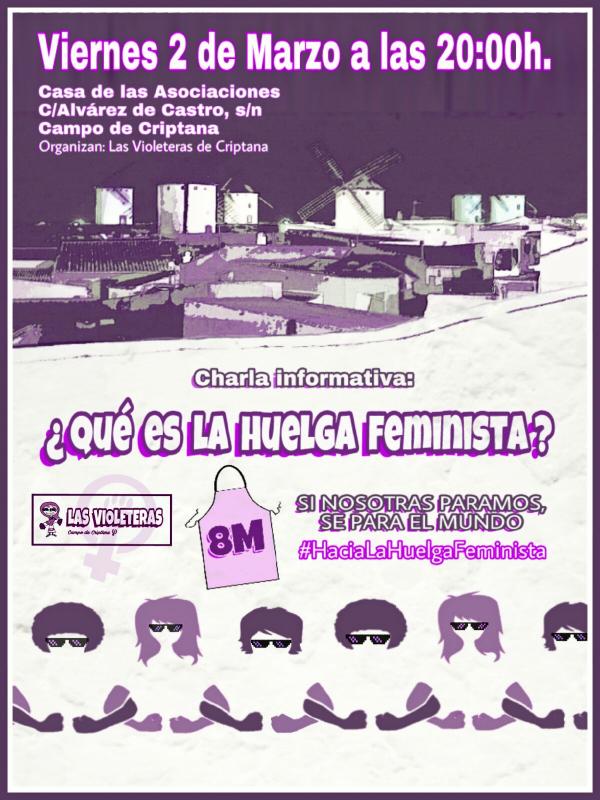 Viernes 2 de Marzo a las 20:00h.
Casa de las Asociaciones
C/Alvárez de Castro, s/n
Campo de Criptana
Organizan: Las Violeteras de Criptana
Charla informativa:
¿Qué es la huelga feminista?
LAS VIOLETERAS
Campo de Criptana
8M
SI NOSOTRAS PARAMOS,
SE PARA EL MUNDO
#HaciaLaHuelgaFeminista